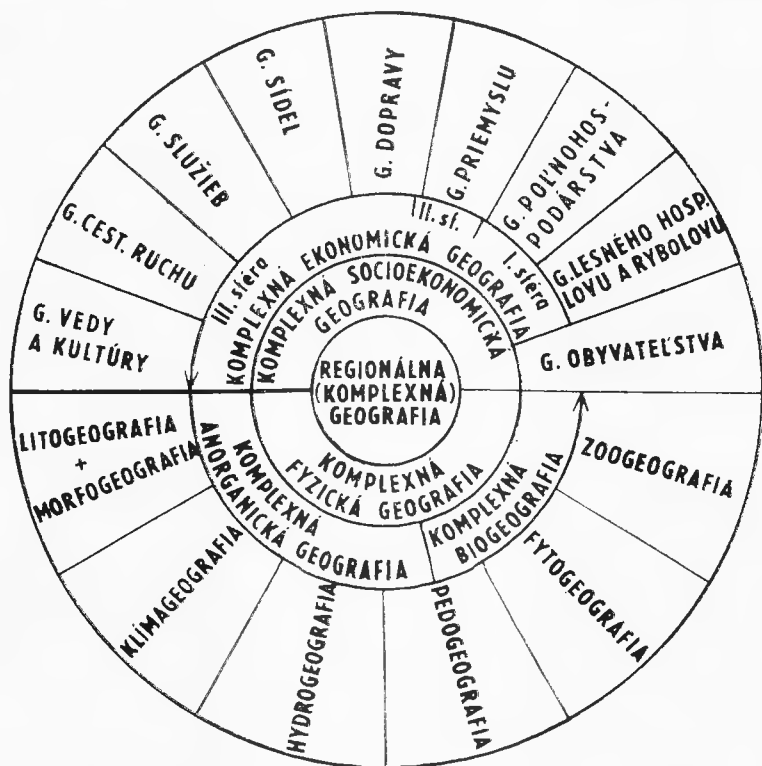 G. VEDY
A KULTÚRY
G. CEST. RUCHU
G. SLUŽIEB
G. SÍDEL
G. DOPRAVY
G. PRIEMYSLU
G. POĽNOHOS-
PODÁRSTVA
G. LESNÉHO HOSP.
LOVU A RYBOLOVU
G. OBYVATEĽSTVA
III. sféra
II. sf.
I. sféra
KOMPLEXNÁ EKONOMICKÁ GEOGRAFIA
KOMPLEXNÁ SOCIOEKONOMICKÁ
GEOGRAFIA
REGIONÁLNA
(KOMPLEXNÁ)
GEOGRAFIA
KOMPLEXNÁ
FYZICKÁ GEOGRAFIA
KOMPLEXNÁ
ANORGANICKÁ GEOGRAFIA
KOMPLEXNÁ
BIOGEOGRAFIA
LITOGEOGRAFIA
+
MORFOGEOGRAFIA
KLÍMAGEOGRAFIA
HYDROGEOGRAFIA
PEDOGEOGRAFIA
FYTOGEOGRAFIA
ZOOGEOGRAFIA